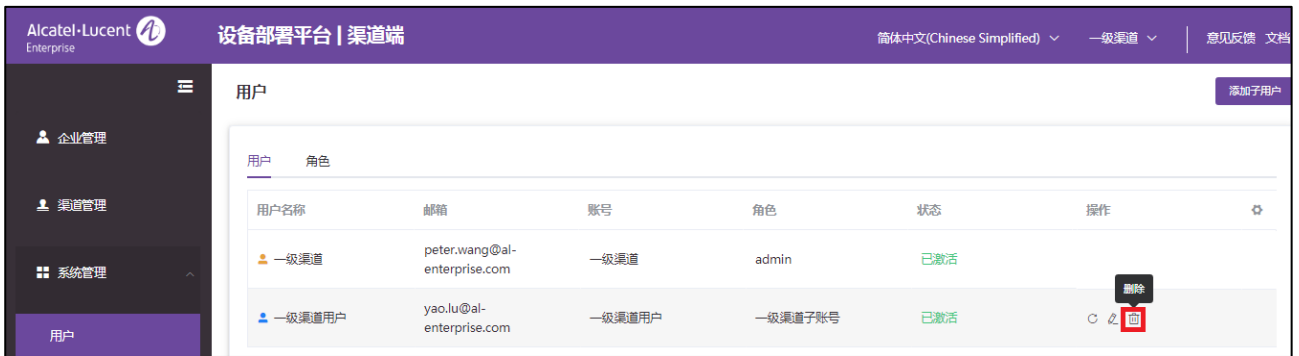 Alcatel·Lucent
Enterprise
设备部署平台 | 渠道端
简体中文(Chinese Simplified)
一级渠道
意见反馈 文档
用户
添加子用户
企业管理
渠道管理
系统管理
用户
用户 角色
用户名称 邮箱 账号 角色 状态 操作
一级渠道 peter.wang@al-enterprise.com 一级渠道 admin 已激活
删除
一级渠道用户 yao.lu@al-enterprise.com 一级渠道用户 一级渠道子账号 已激活